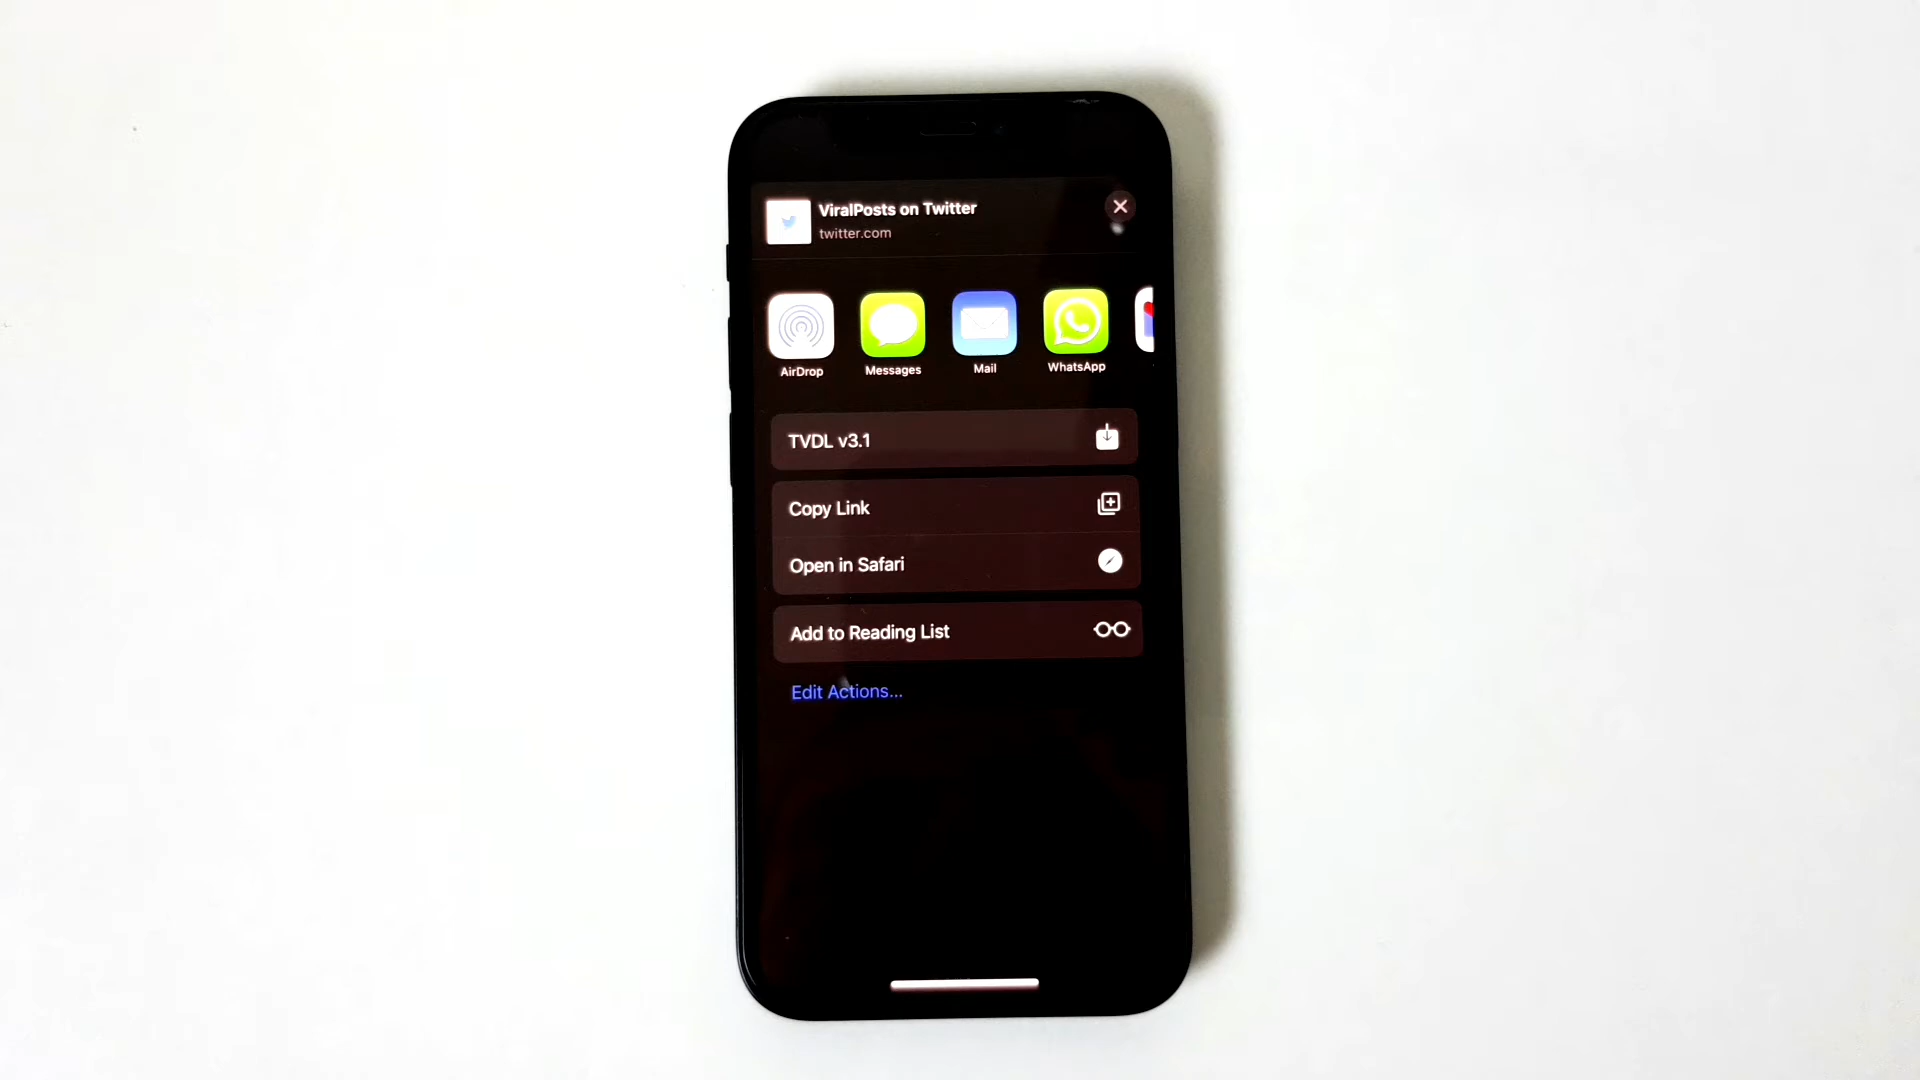 ViralPosts on Twitter
twitter.com
AirDrop
Messages
Mail
WhatsApp
TVDL v3.1
Copy Link
Open in Safari
Add to Reading List
Edit Actions...